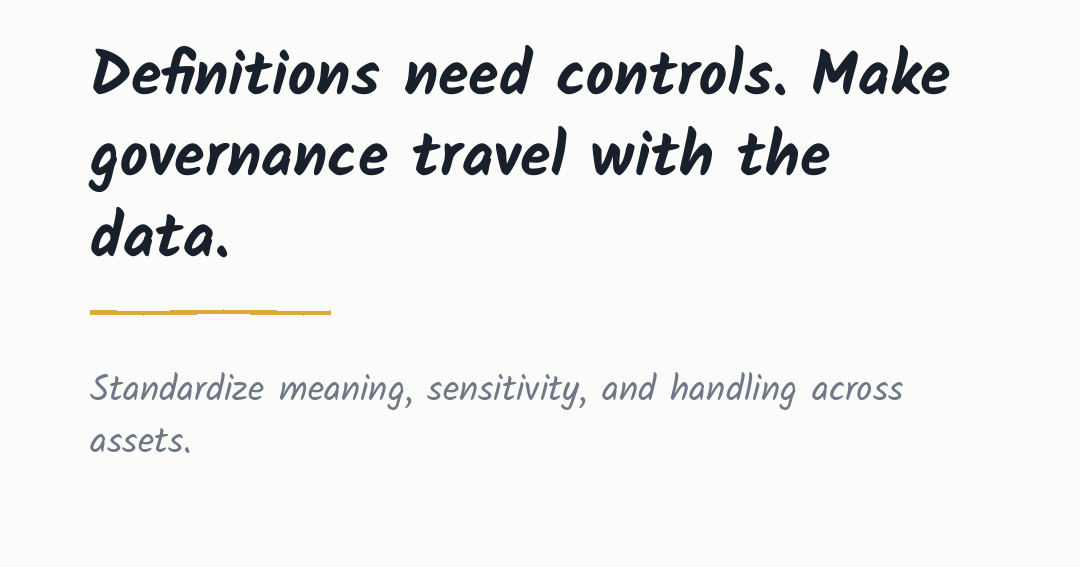 Definitions need controls. Make
governance travel with the
data.
Standardize meaning, sensitivity, and handling across
assets.